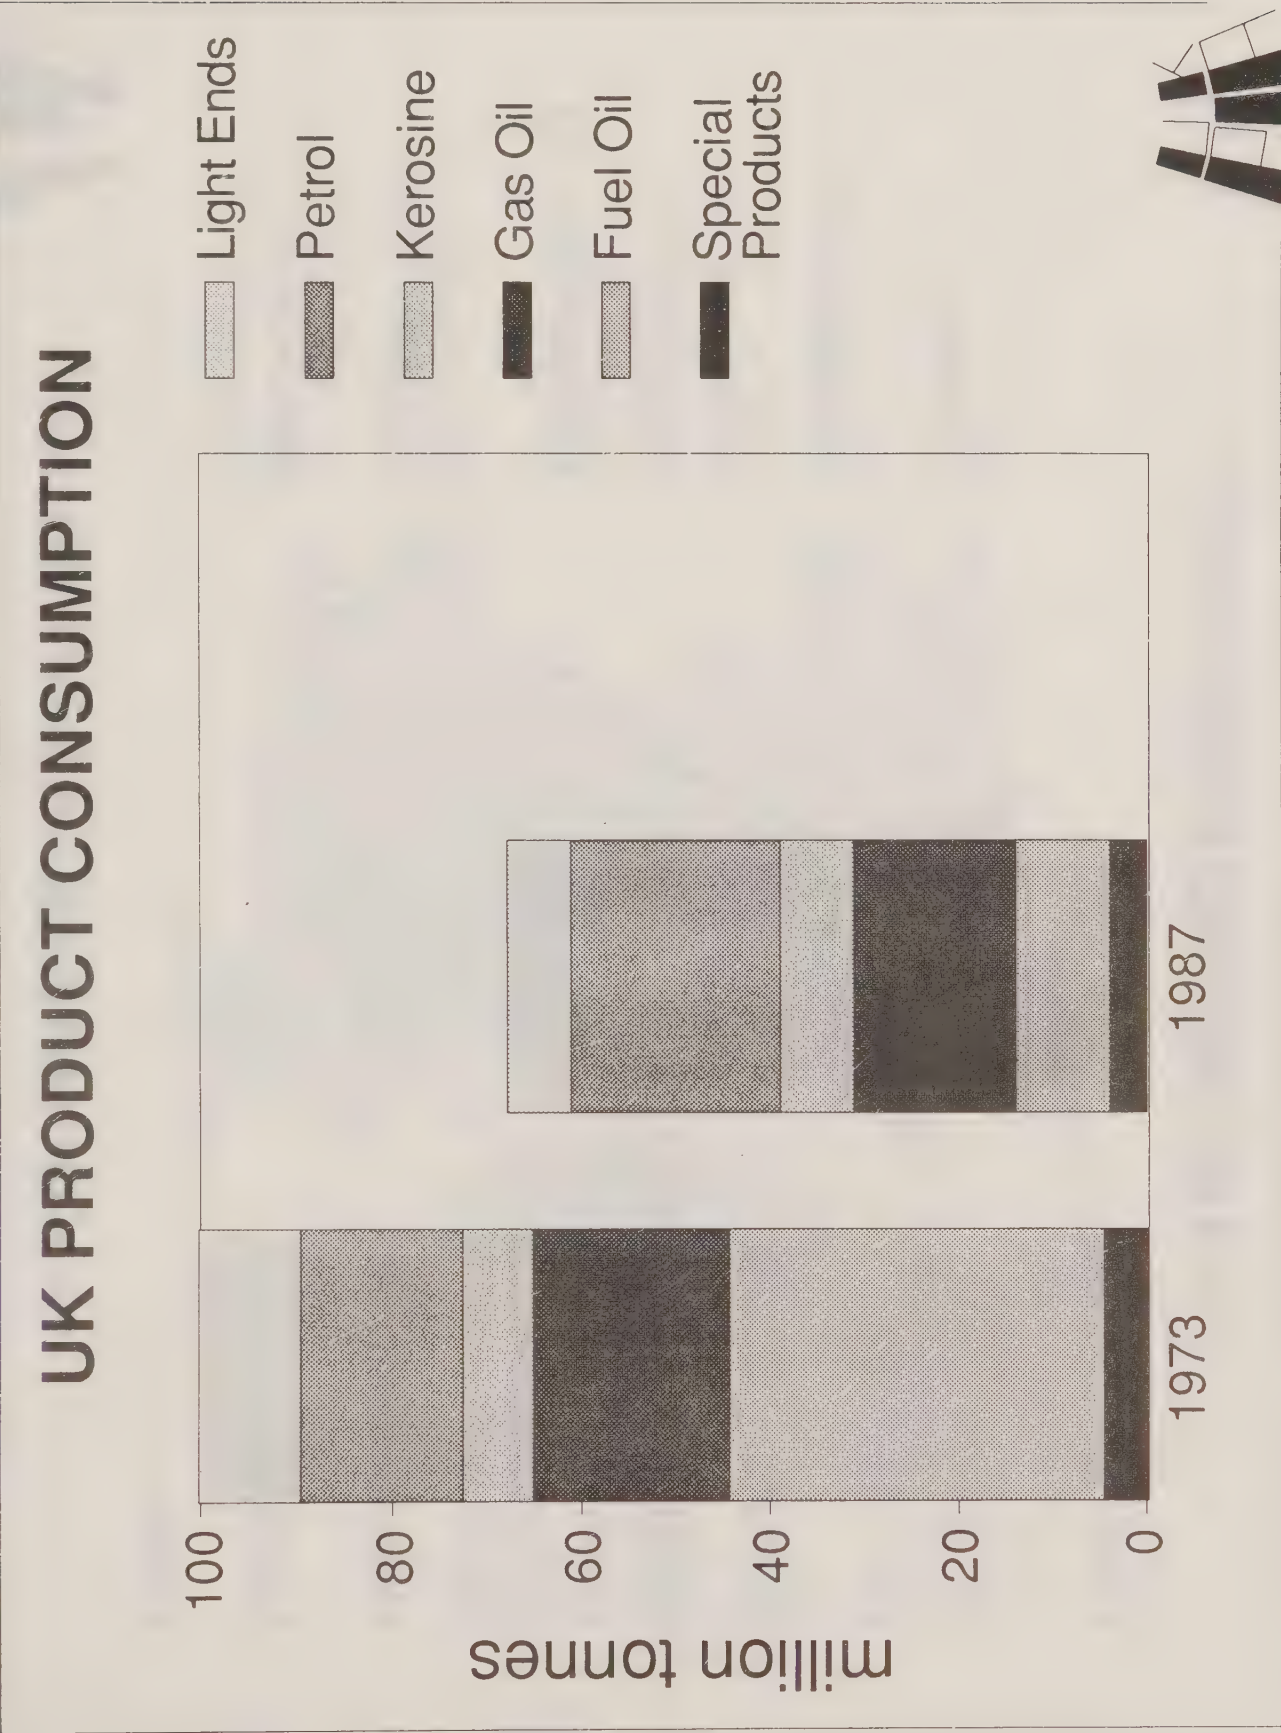 UK PRODUCT CONSUMPTION
Light Ends
Petrol
Kerosine
Gas Oil
Fuel Oil
Special
Products
million tonnes
100
80
60
40
20
0
1973
1987